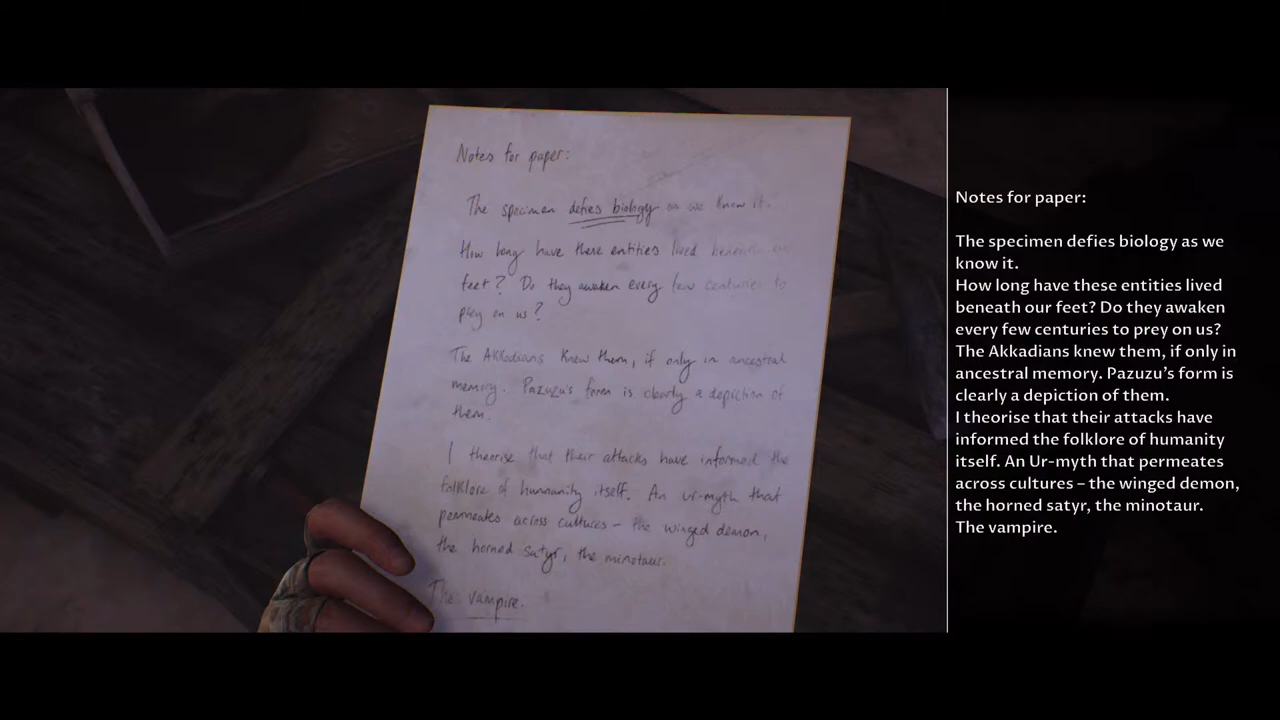 Notes for paper:
The specimen defies biology as we know it.
How long have these entities lived beneath our
feet? Do they awaken every few centuries to
prey on us?
The Akkadians knew them, if only in ancestral
memory. Pazuzu's form is clearly a depiction of
them.
I theorise that their attacks have informed the
folklore of humanity itself. An ur-myth that
permeates across cultures – the winged demon,
the horned satyr, the minotaur.
The vampire.
Notes for paper:
The specimen defies biology as we
know it.
How long have these entities lived
beneath our feet? Do they awaken
every few centuries to prey on us?
The Akkadians knew them, if only in
ancestral memory. Pazuzu's form is
clearly a depiction of them.
I theorise that their attacks have
informed the folklore of humanity
itself. An Ur-myth that permeates
across cultures – the winged demon,
the horned satyr, the minotaur.
The vampire.